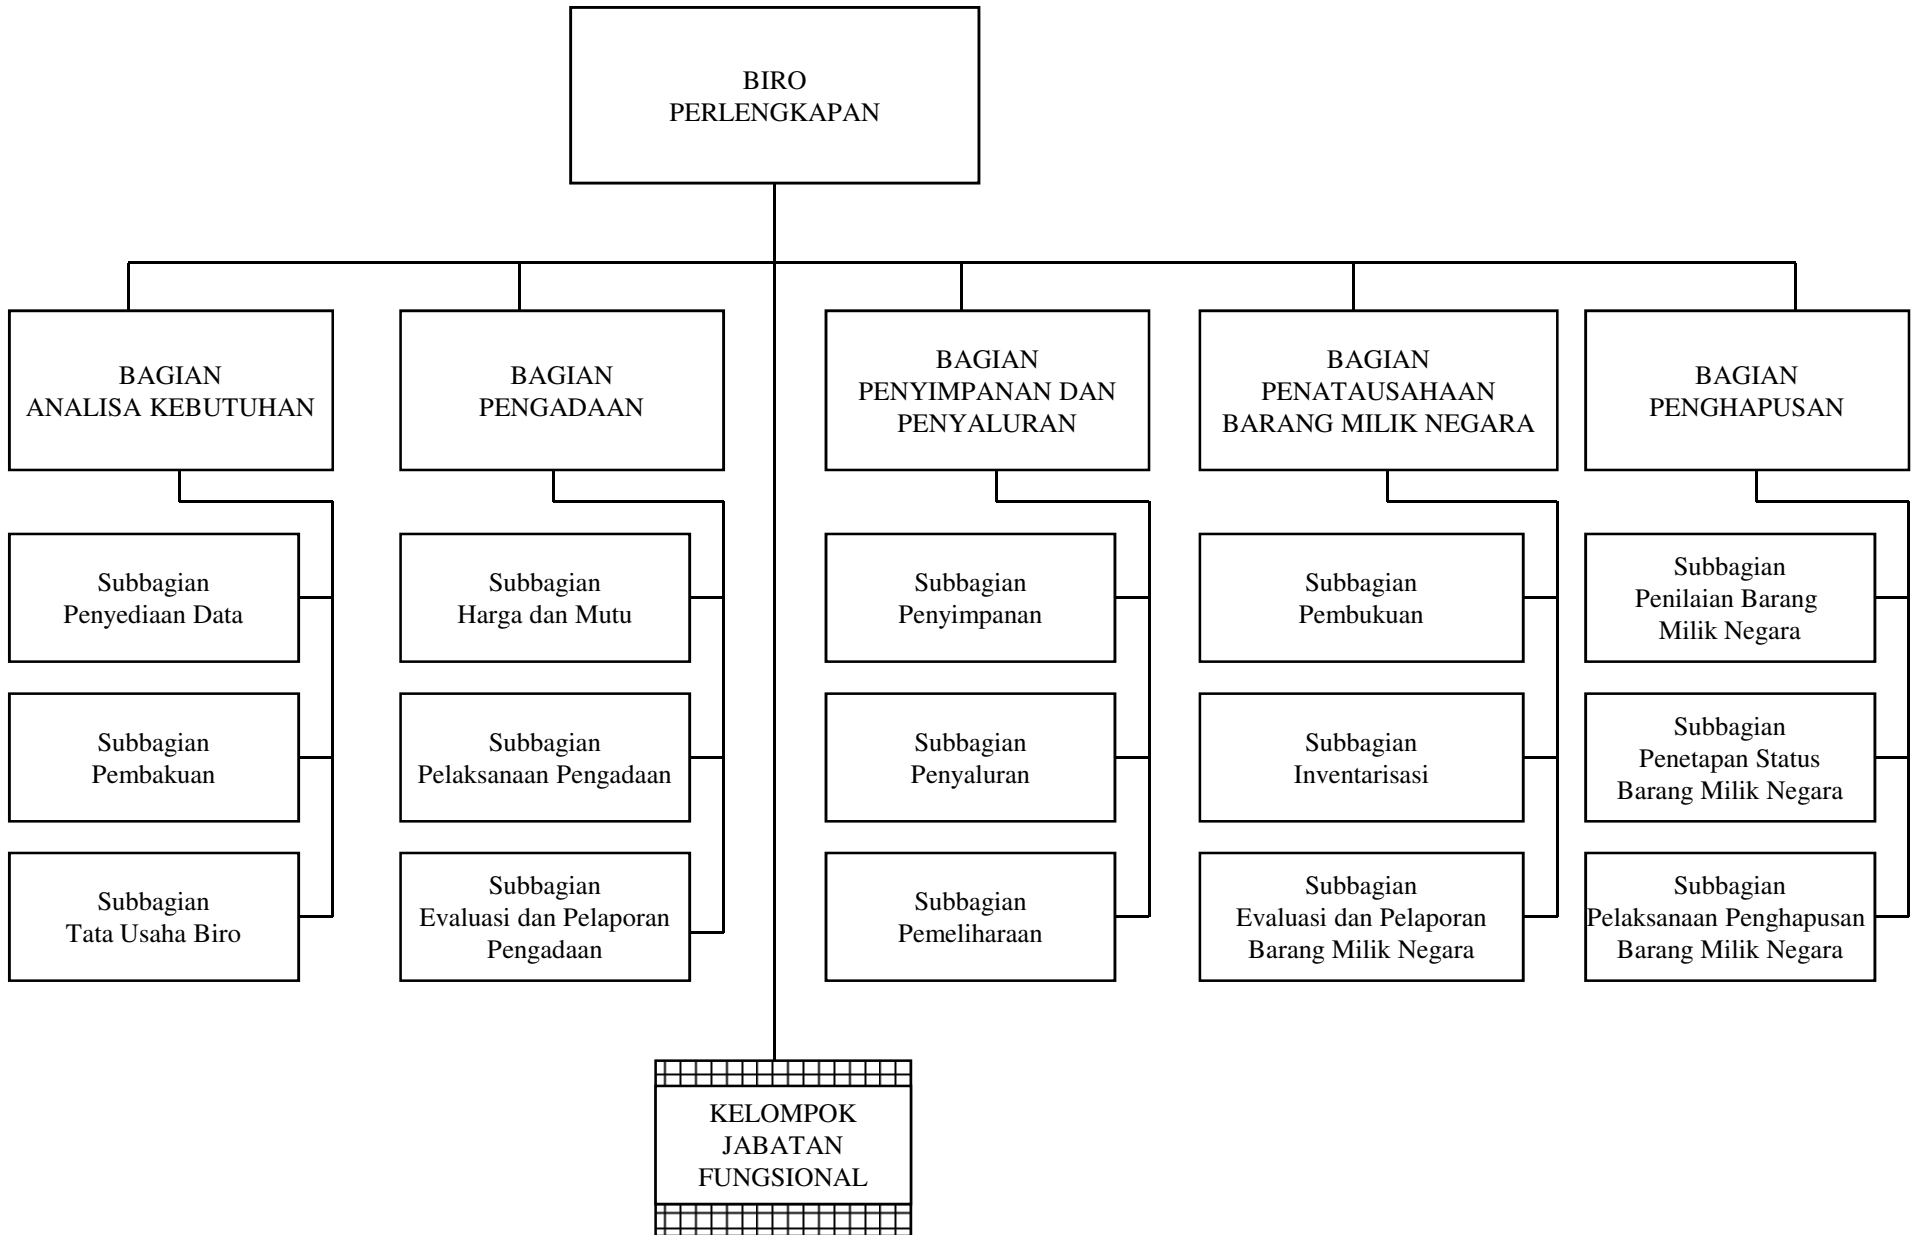 BIRO
PERLENGKAPAN
BAGIAN
ANALISA KEBUTUHAN
BAGIAN
PENGADAAN
BAGIAN
PENYIMPANAN DAN
PENYALURAN
BAGIAN
PENATAUSAHAAN
BARANG MILIK NEGARA
BAGIAN
PENGHAPUSAN
Subbagian
Penyediaan Data
Subbagian
Harga dan Mutu
Subbagian
Penyimpanan
Subbagian
Pembukuan
Subbagian
Penilaian Barang
Milik Negara
Subbagian
Pembakuan
Subbagian
Pelaksanaan Pengadaan
Subbagian
Penyaluran
Subbagian
Inventarisasi
Subbagian
Penetapan Status
Barang Milik Negara
Subbagian
Tata Usaha Biro
Subbagian
Evaluasi dan Pelaporan
Pengadaan
Subbagian
Pemeliharaan
Subbagian
Evaluasi dan Pelaporan
Barang Milik Negara
Subbagian
Pelaksanaan Penghapusan
Barang Milik Negara
KELOMPOK
JABATAN
FUNGSIONAL